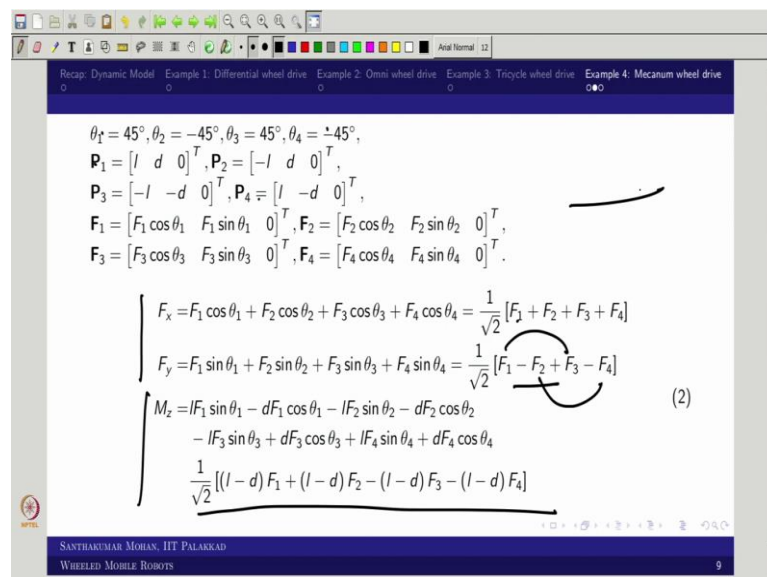 Arial Normal 12
Recap: Dynamic Model Example 1: Differential wheel drive Example 2: Omni wheel drive Example 3: Tricycle wheel drive Example 4: Mecanum wheel drive
θ₁ = 45°, θ₂ = −45°, θ₃ = 45°, θ₄ = −45°,
P₁ = [l d 0]ᵀ, P₂ = [−l d 0]ᵀ,
P₃ = [−l −d 0]ᵀ, P₄ = [l −d 0]ᵀ,
F₁ = [F₁ cos θ₁ F₁ sin θ₁ 0]ᵀ, F₂ = [F₂ cos θ₂ F₂ sin θ₂ 0]ᵀ,
F₃ = [F₃ cos θ₃ F₃ sin θ₃ 0]ᵀ, F₄ = [F₄ cos θ₄ F₄ sin θ₄ 0]ᵀ.
Fₓ = F₁ cos θ₁ + F₂ cos θ₂ + F₃ cos θ₃ + F₄ cos θ₄ = 1/√2 [F₁ + F₂ + F₃ + F₄]
F_y = F₁ sin θ₁ + F₂ sin θ₂ + F₃ sin θ₃ + F₄ sin θ₄ = 1/√2 [F₁ − F₂ + F₃ − F₄]
(2)
M_z = lF₁ sin θ₁ − dF₁ cos θ₁ − lF₂ sin θ₂ − dF₂ cos θ₂
− lF₃ sin θ₃ + dF₃ cos θ₃ + lF₄ sin θ₄ + dF₄ cos θ₄
1/√2 [(l − d) F₁ + (l − d) F₂ − (l − d) F₃ − (l − d) F₄]
NPTEL
SANTHAKUMAR MOHAN, IIT PALAKKAD
WHEELED MOBILE ROBOTS 9